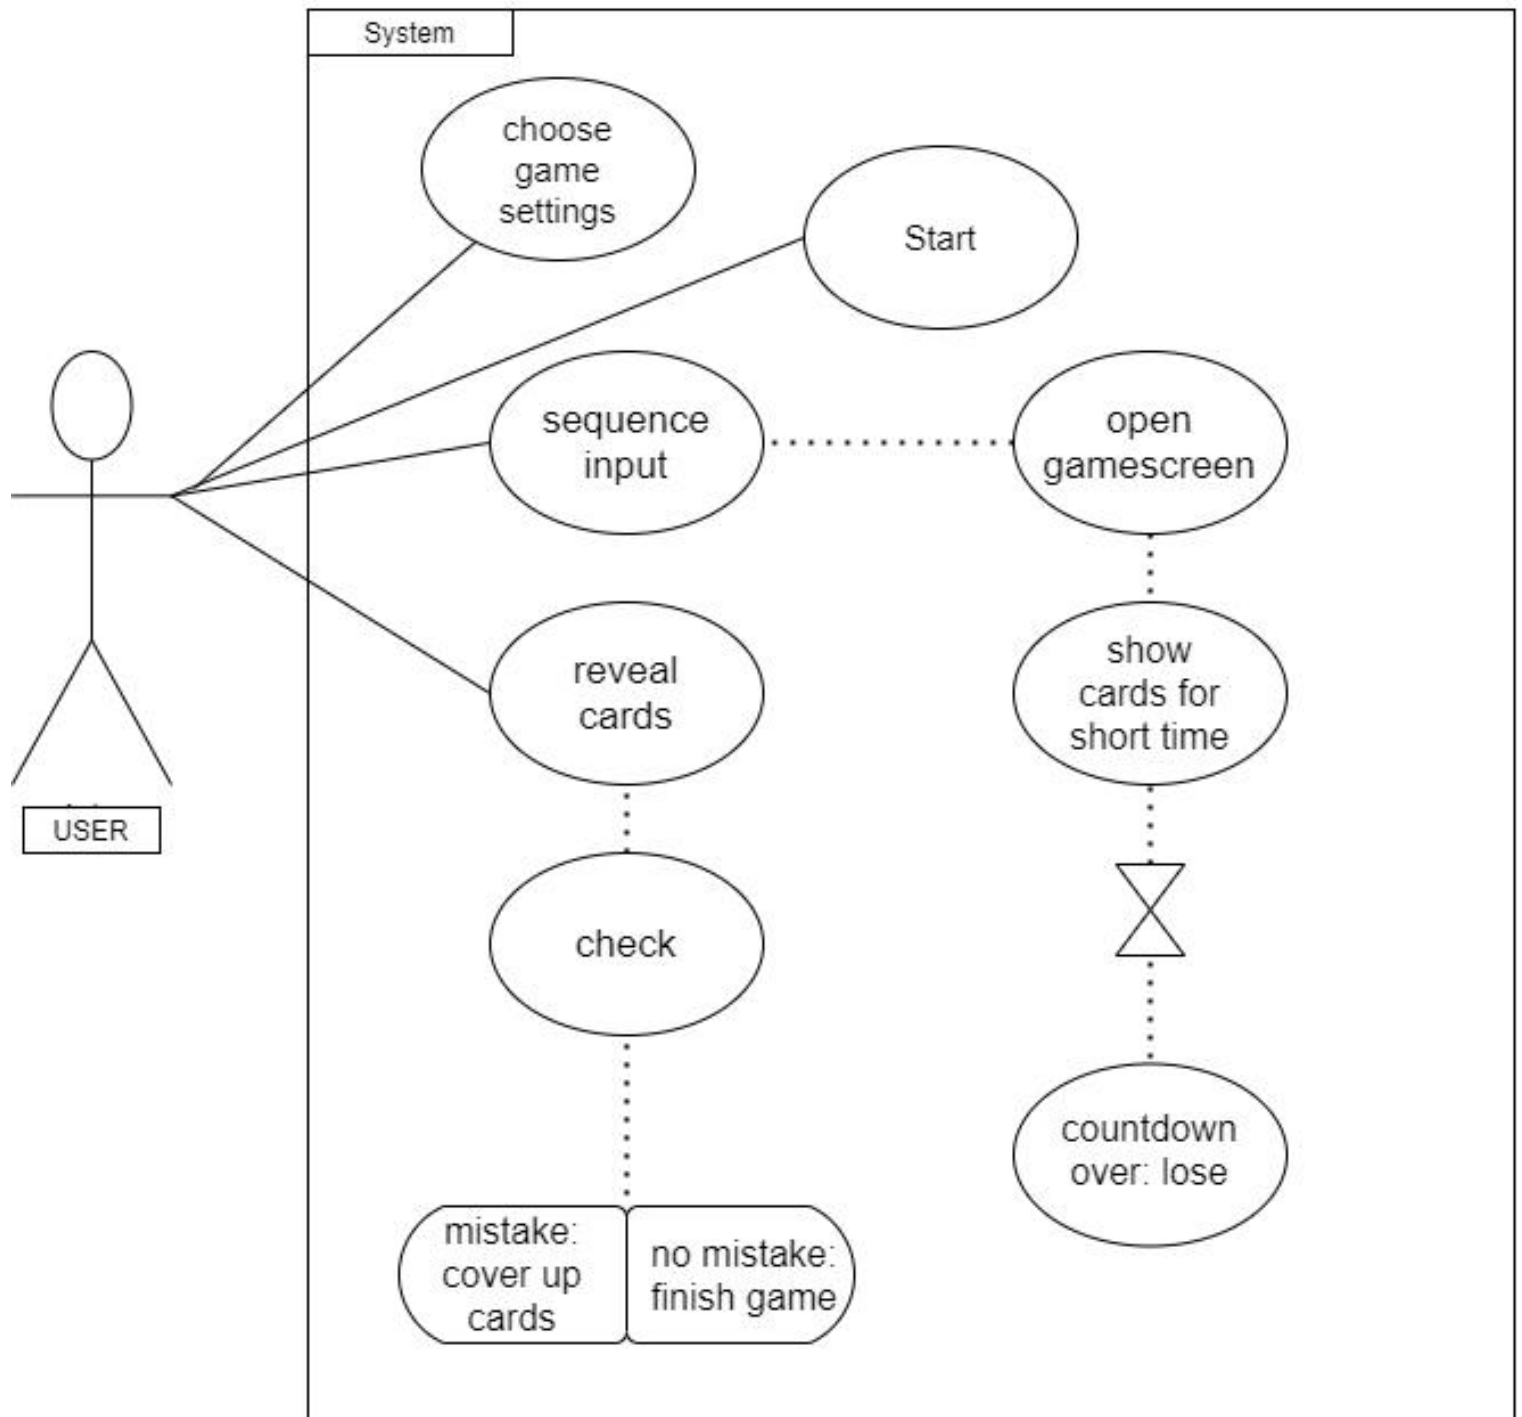 System
choose
game
settings
Start
sequence
input
open
gamescreen
reveal
cards
show
cards for
short time
USER
check
countdown
over: lose
mistake:
cover up
cards
no mistake:
finish game